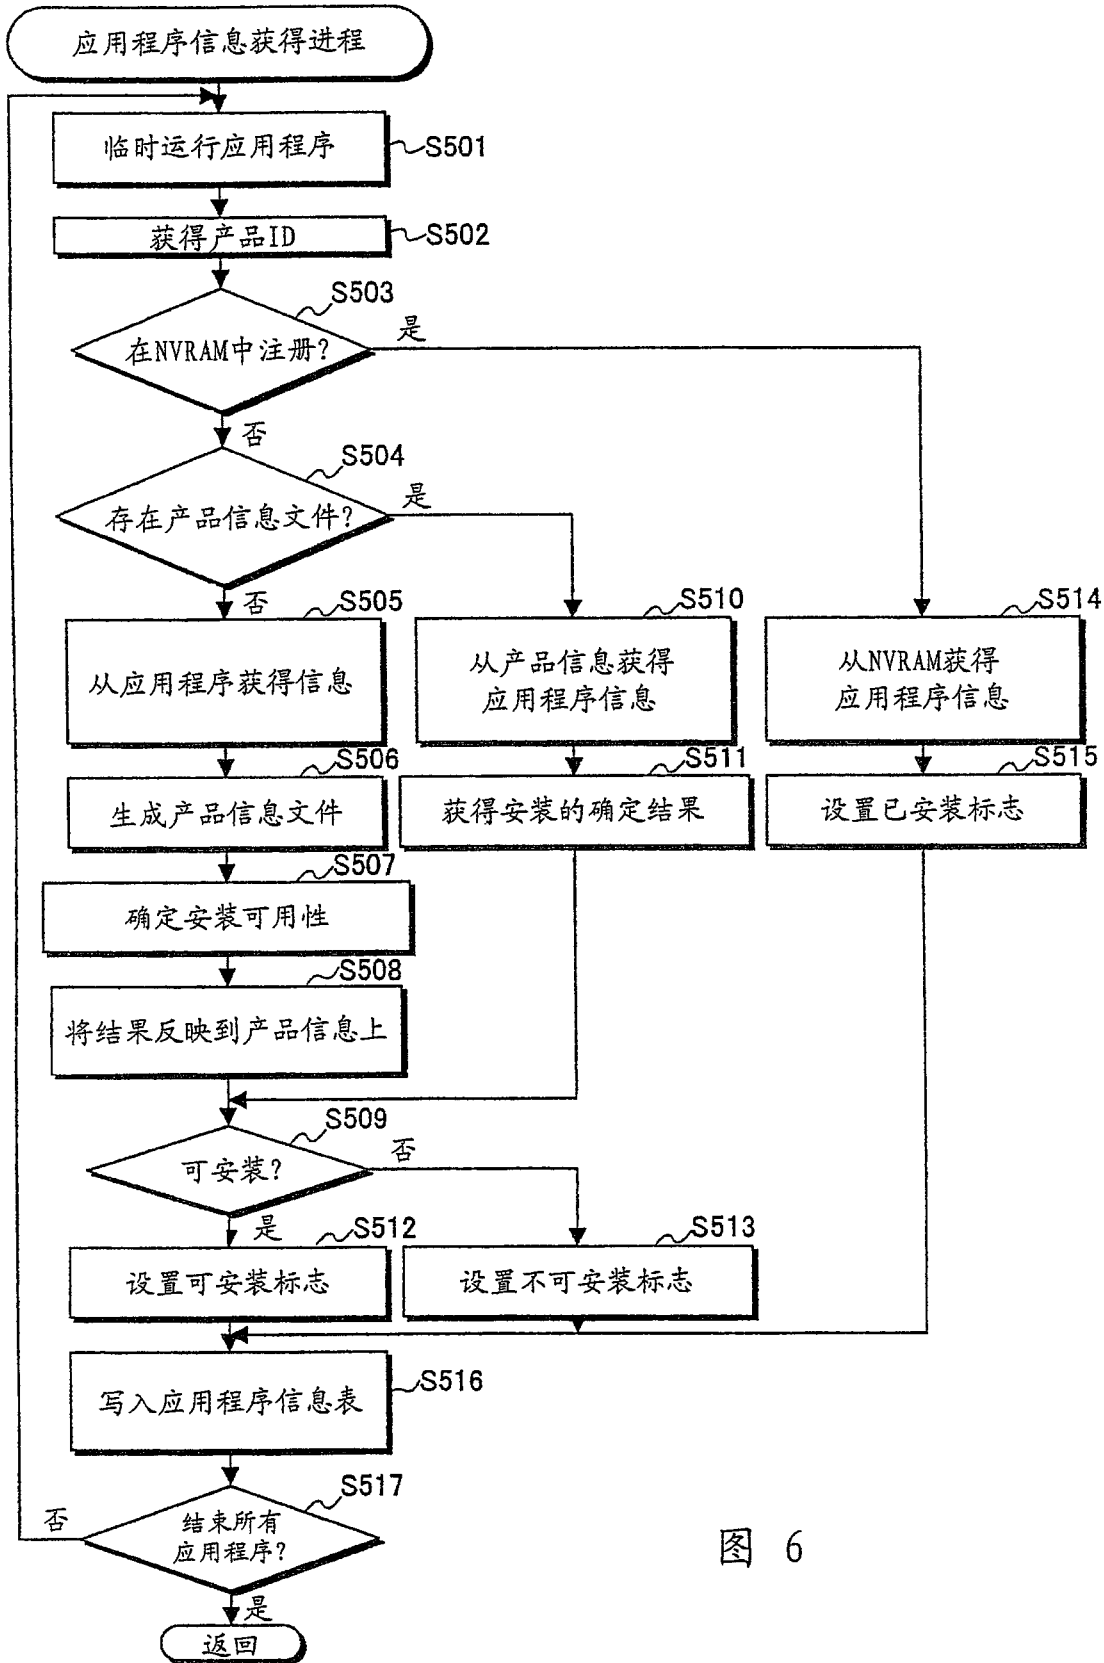 应用程序信息获得进程
临时运行应用程序
S501
获得产品ID
S502
S503
在NVRAM中注册?
是
否
S504
存在产品信息文件?
是
否
S505
从应用程序获得信息
S510
从产品信息获得
应用程序信息
S514
从NVRAM获得
应用程序信息
S506
生成产品信息文件
S511
获得安装的确定结果
S515
设置已安装标志
S507
确定安装可用性
S508
将结果反映到产品信息上
S509
可安装?
否
是
S512
设置可安装标志
S513
设置不可安装标志
写入应用程序信息表
S516
S517
结束所有
应用程序?
否
是
返回
图 6